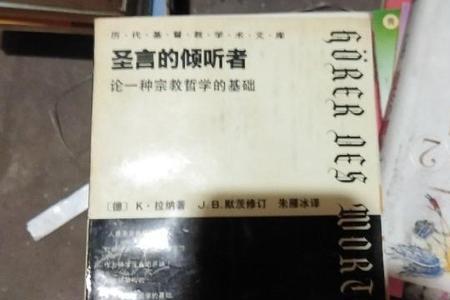 历·代·基·督·教·学·术·文·库
圣言的倾听者
论一种宗教哲学的基础
〔德〕K·拉纳著 J.B.默茨修订 朱雁冰译
HÖRER DES WORT